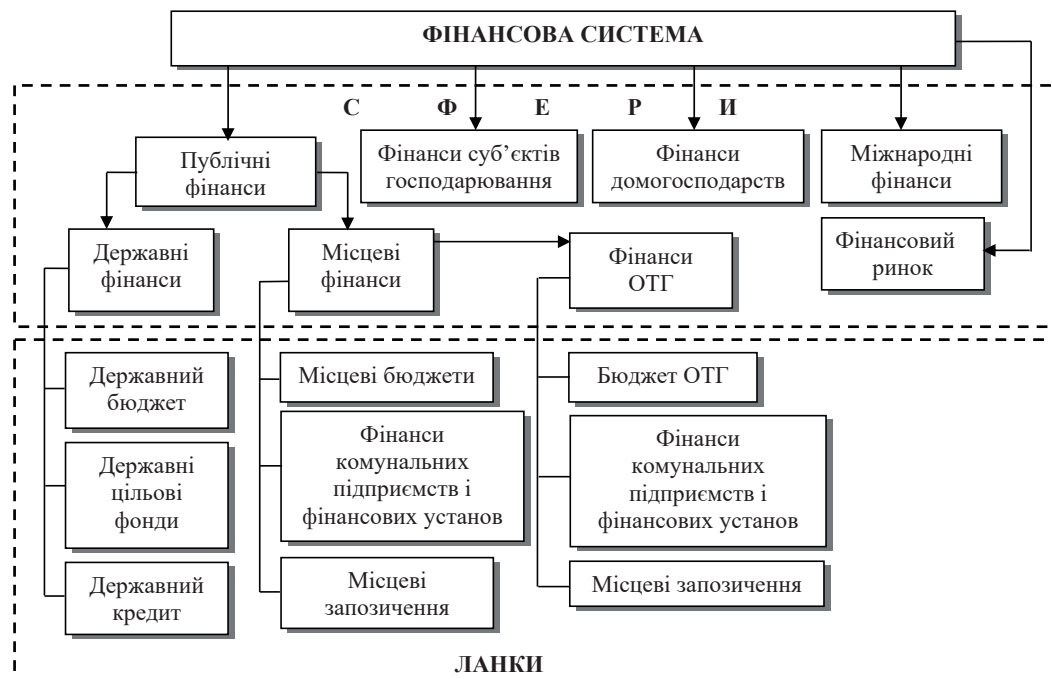 ФІНАНСОВА СИСТЕМА
С Ф Е Р И
Публічні
фінанси
Фінанси суб’єктів
господарювання
Фінанси
домогосподарств
Міжнародні
фінанси
Державні
фінанси
Місцеві
фінанси
Фінанси
ОТГ
Фінансовий
ринок
Державний
бюджет
Державні
цільові
фонди
Державний
кредит
Місцеві бюджети
Фінанси
комунальних
підприємств і
фінансових установ
Місцеві
запозичення
Бюджет ОТГ
Фінанси
комунальних
підприємств і
фінансових установ
Місцеві запозичення
ЛАНКИ